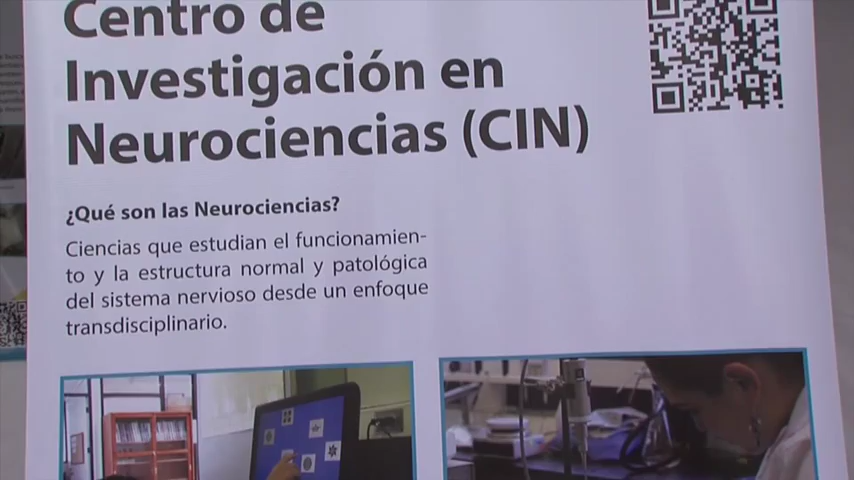 Centro de
Investigación en
Neurociencias (CIN)
¿Qué son las Neurociencias?
Ciencias que estudian el funcionamien-
to y la estructura normal y patológica
del sistema nervioso desde un enfoque
transdisciplinario.